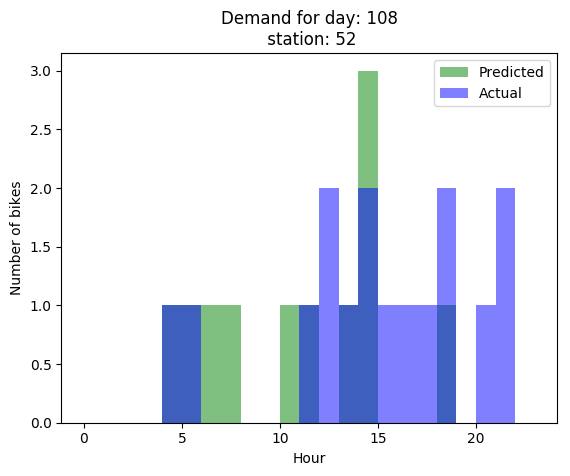 Demand for day: 108
station: 52
Predicted
Actual
3.0
2.5
2.0
1.5
1.0
0.5
0.0
Number of bikes
0 5 10 15 20
Hour